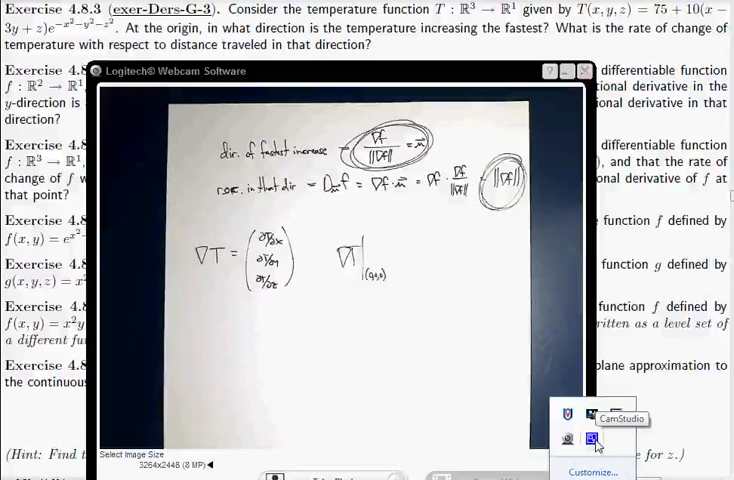 Exercise 4.8.3 (exer-Ders-G-3). Consider the temperature function T : ℝ³ → ℝ¹ given by T(x, y, z) = 75 + 10(x −
3y + z)e^{−x²−y²−z²}. At the origin, in what direction is the temperature increasing the fastest? What is the rate of change of
temperature with respect to distance traveled in that direction?
Exercise 4.8
differentiable function
Logitech® Webcam Software
f : ℝ² → ℝ¹
tional derivative in the
y-direction is
ional derivative in that
direction?
dir. of fastest increase = ∇f / ||∇f|| = u⃗
Exercise 4.8
differentiable function
f : ℝ³ → ℝ¹,
), and that the rate of
r.o.c. in that dir = D_u⃗ f = ∇f · u⃗ = ∇f · ∇f / ||∇f|| = ||∇f||
change of f w
onal derivative of f at
that point?
Exercise 4.8
function f defined by
f(x, y) = e^{x²
∇T = (∂T/∂x ∂T/∂y ∂T/∂z) ∇T|(0,0,0)
Exercise 4.8
function g defined by
g(x, y, z) = x
Exercise 4.8
function f defined by
f(x, y) = x²y
ritten as a level set of
a different fu
Exercise 4.8
plane approximation to
the continuous
CamStudio
Select Image Size
(Hint: Find t
e for z.)
3264x2448 (8 MP)
Customize...